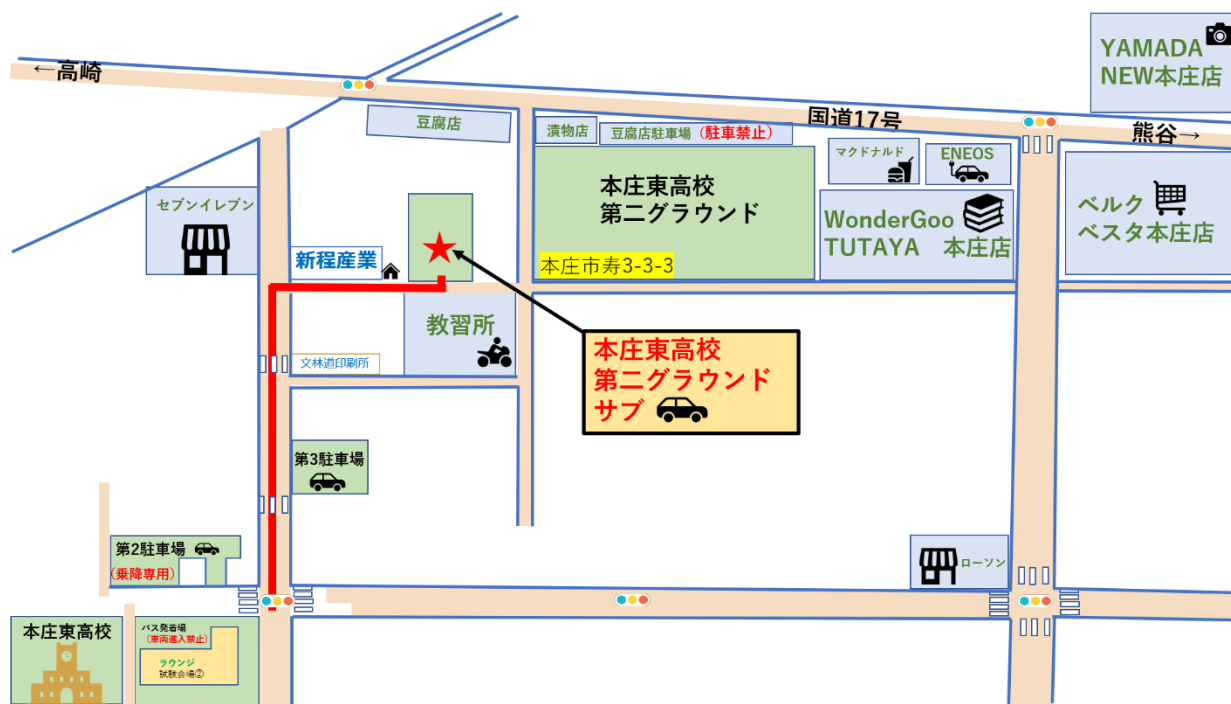 ←高崎
YAMADA
NEW本庄店
国道17号
熊谷→
豆腐店
漬物店
豆腐店駐車場(駐車禁止)
マクドナルド
ENEOS
セブンイレブン
本庄東高校
第二グラウンド
WonderGoo
TUTAYA 本庄店
ベルク
ベスタ本庄店
新程産業
本庄市寿3-3-3
教習所
文林道印刷所
本庄東高校
第二グラウンド
サブ
第3駐車場
第2駐車場
(乗降専用)
ローソン
本庄東高校
バス発着場
(車両進入禁止)
ラウンジ
試験会場②